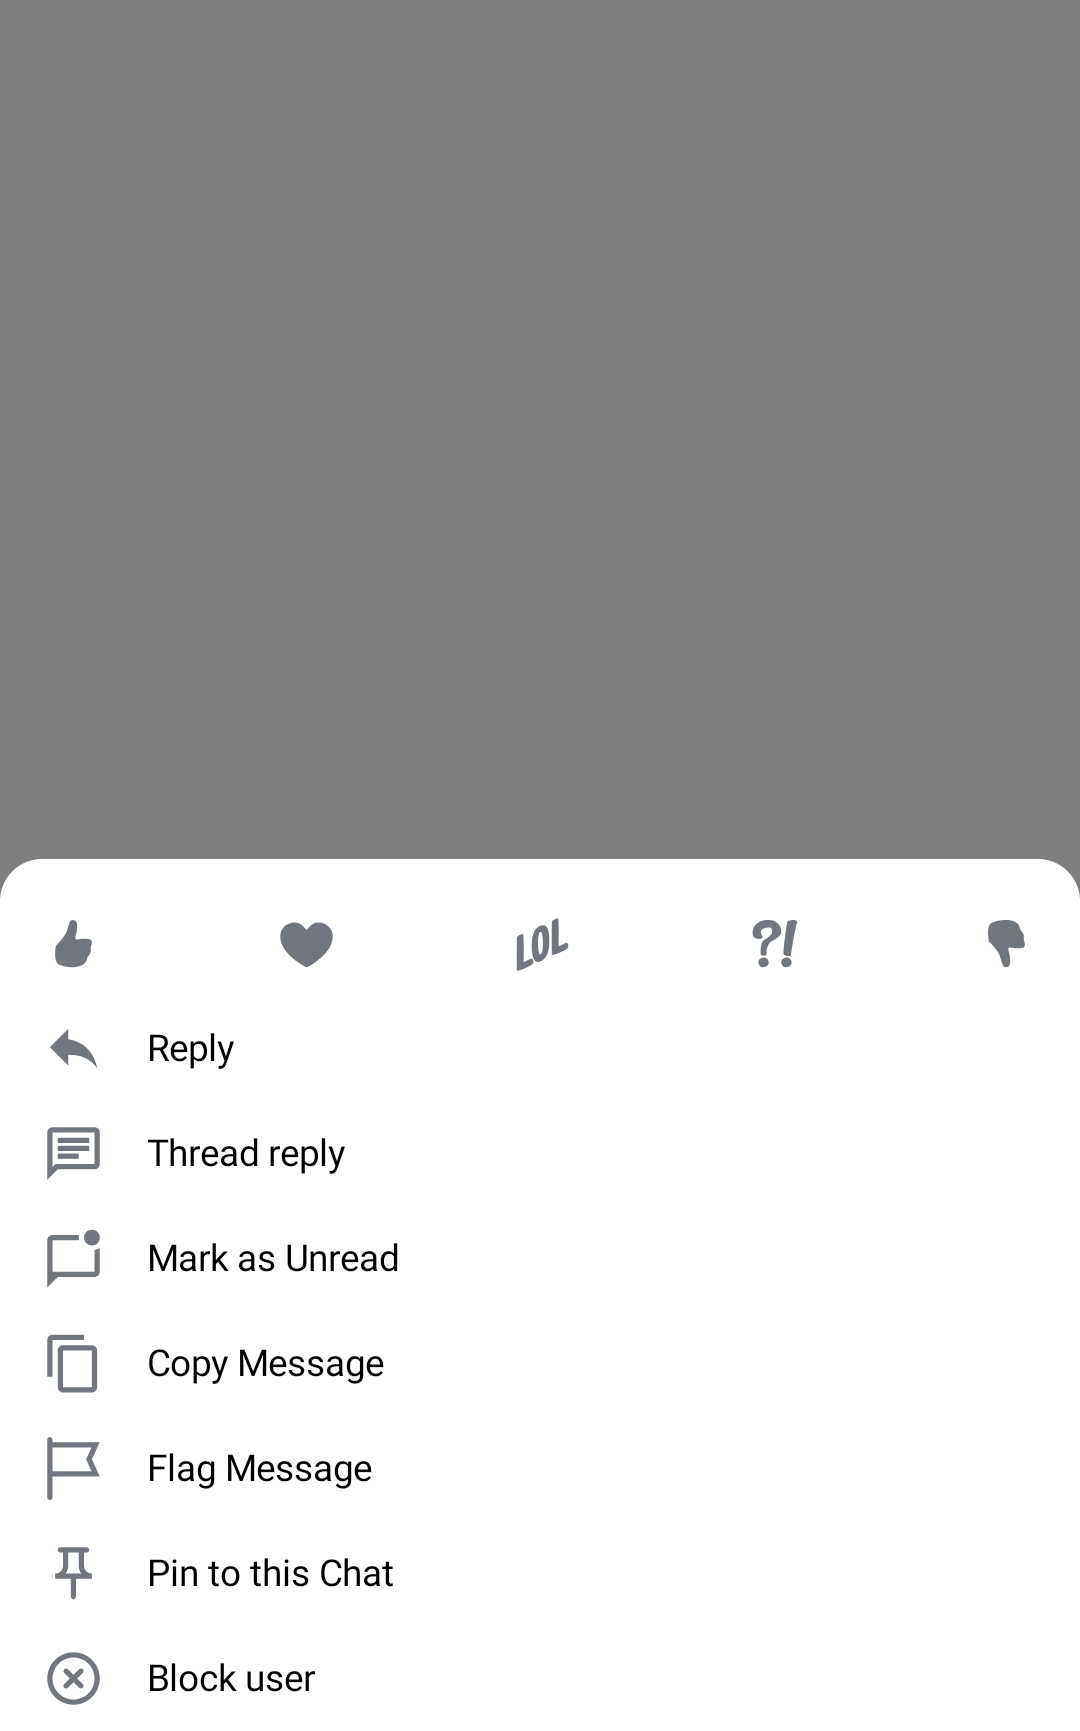 LOL ?!
Reply
Thread reply
Mark as Unread
Copy Message
Flag Message
Pin to this Chat
Block user